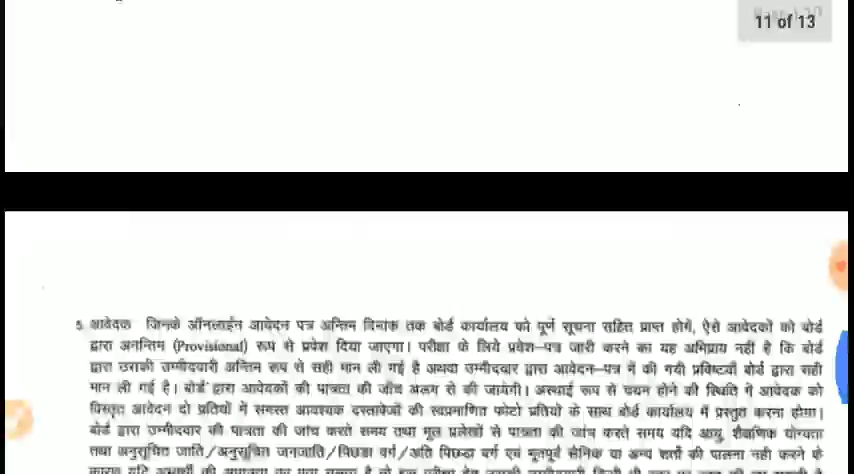 11 of 13
5. आवेदक जिनके ऑनलाईन आवेदन पत्र अन्तिम दिनांक तक बोर्ड कार्यालय को पूर्ण सूचना सहित प्राप्त होगें, ऐसे आवेदकों को बोर्ड
द्वारा अनन्तिम (Provisional) रूप से प्रवेश दिया जाएगा। परीक्षा के लिये प्रवेश-पत्र जारी करने का यह अभिप्राय नही है कि बोर्ड
द्वारा उसकी उम्मीदवारी अन्तिम रूप से सही मान ली गई है अथवा उम्मीदवार द्वारा आवेदन-पत्र में की गयी प्रविष्टियाँ बोर्ड द्वारा सही
मान ली गई है। बोर्ड द्वारा आवेदकों की पात्रता की जाँच अलग से की जायेगी। अस्थाई रूप से चयन होने की स्थिति में आवेदक को
विस्तृत आवेदन दो प्रतियों में समस्त आवश्यक दस्तावेजों की स्वप्रमाणित फोटो प्रतियो के साथ बोर्ड कार्यालय में प्रस्तुत करना होगा।
बोर्ड द्वारा उम्मीदवार की पात्रता की जांच करते समय तथा मूल प्रलेखों से पात्रता की जांच करते समय यदि आयु, शैक्षणिक योग्यता
तथा अनुसूचित जाति/अनुसूचित जनजाति/पिछडा वर्ग/अति पिछडा वर्ग एवं भूतपूर्व सैनिक या अन्य शर्तो की पालना नही करने के